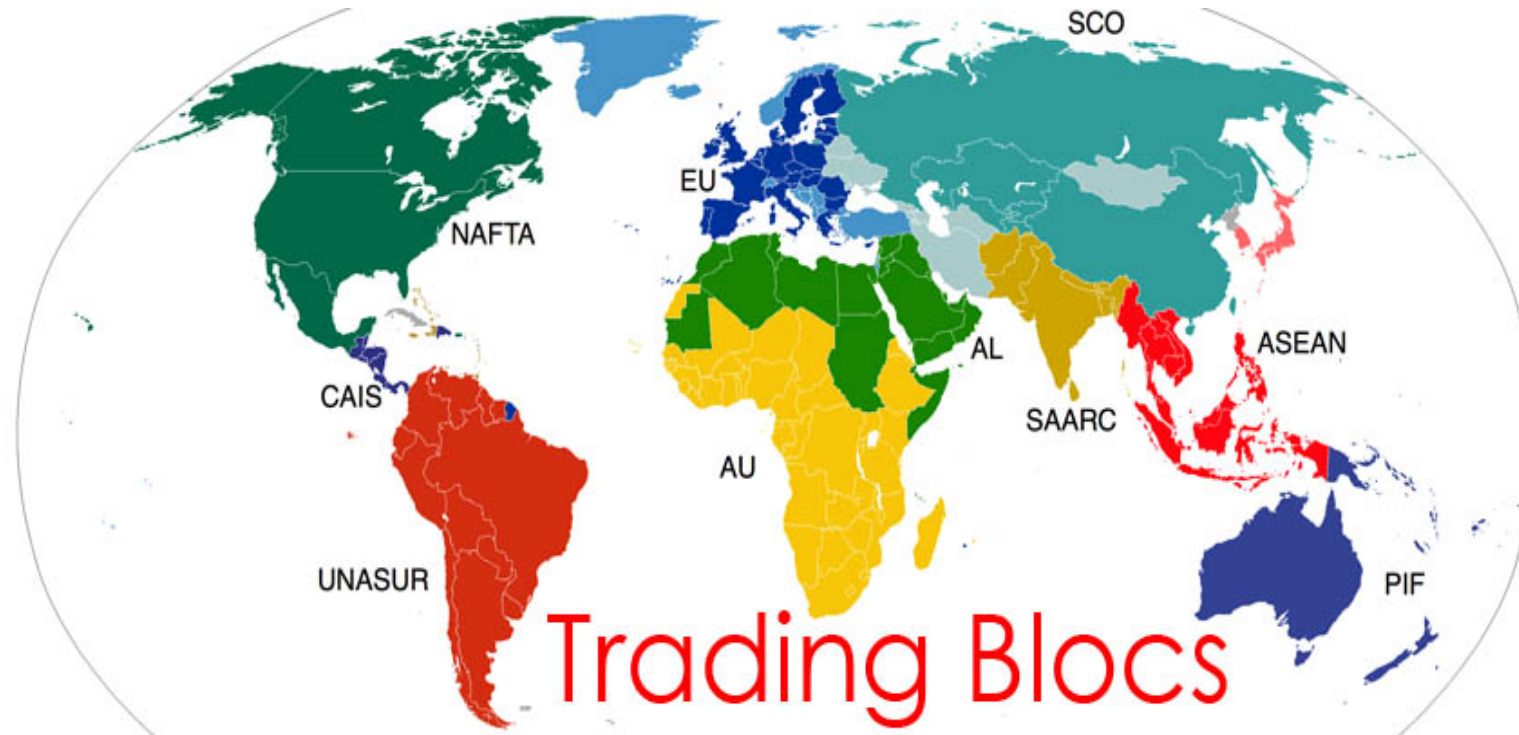 SCO
EU
NAFTA
ASEAN
AL
CAIS
SAARC
AU
UNASUR
PIF
Trading Blocs